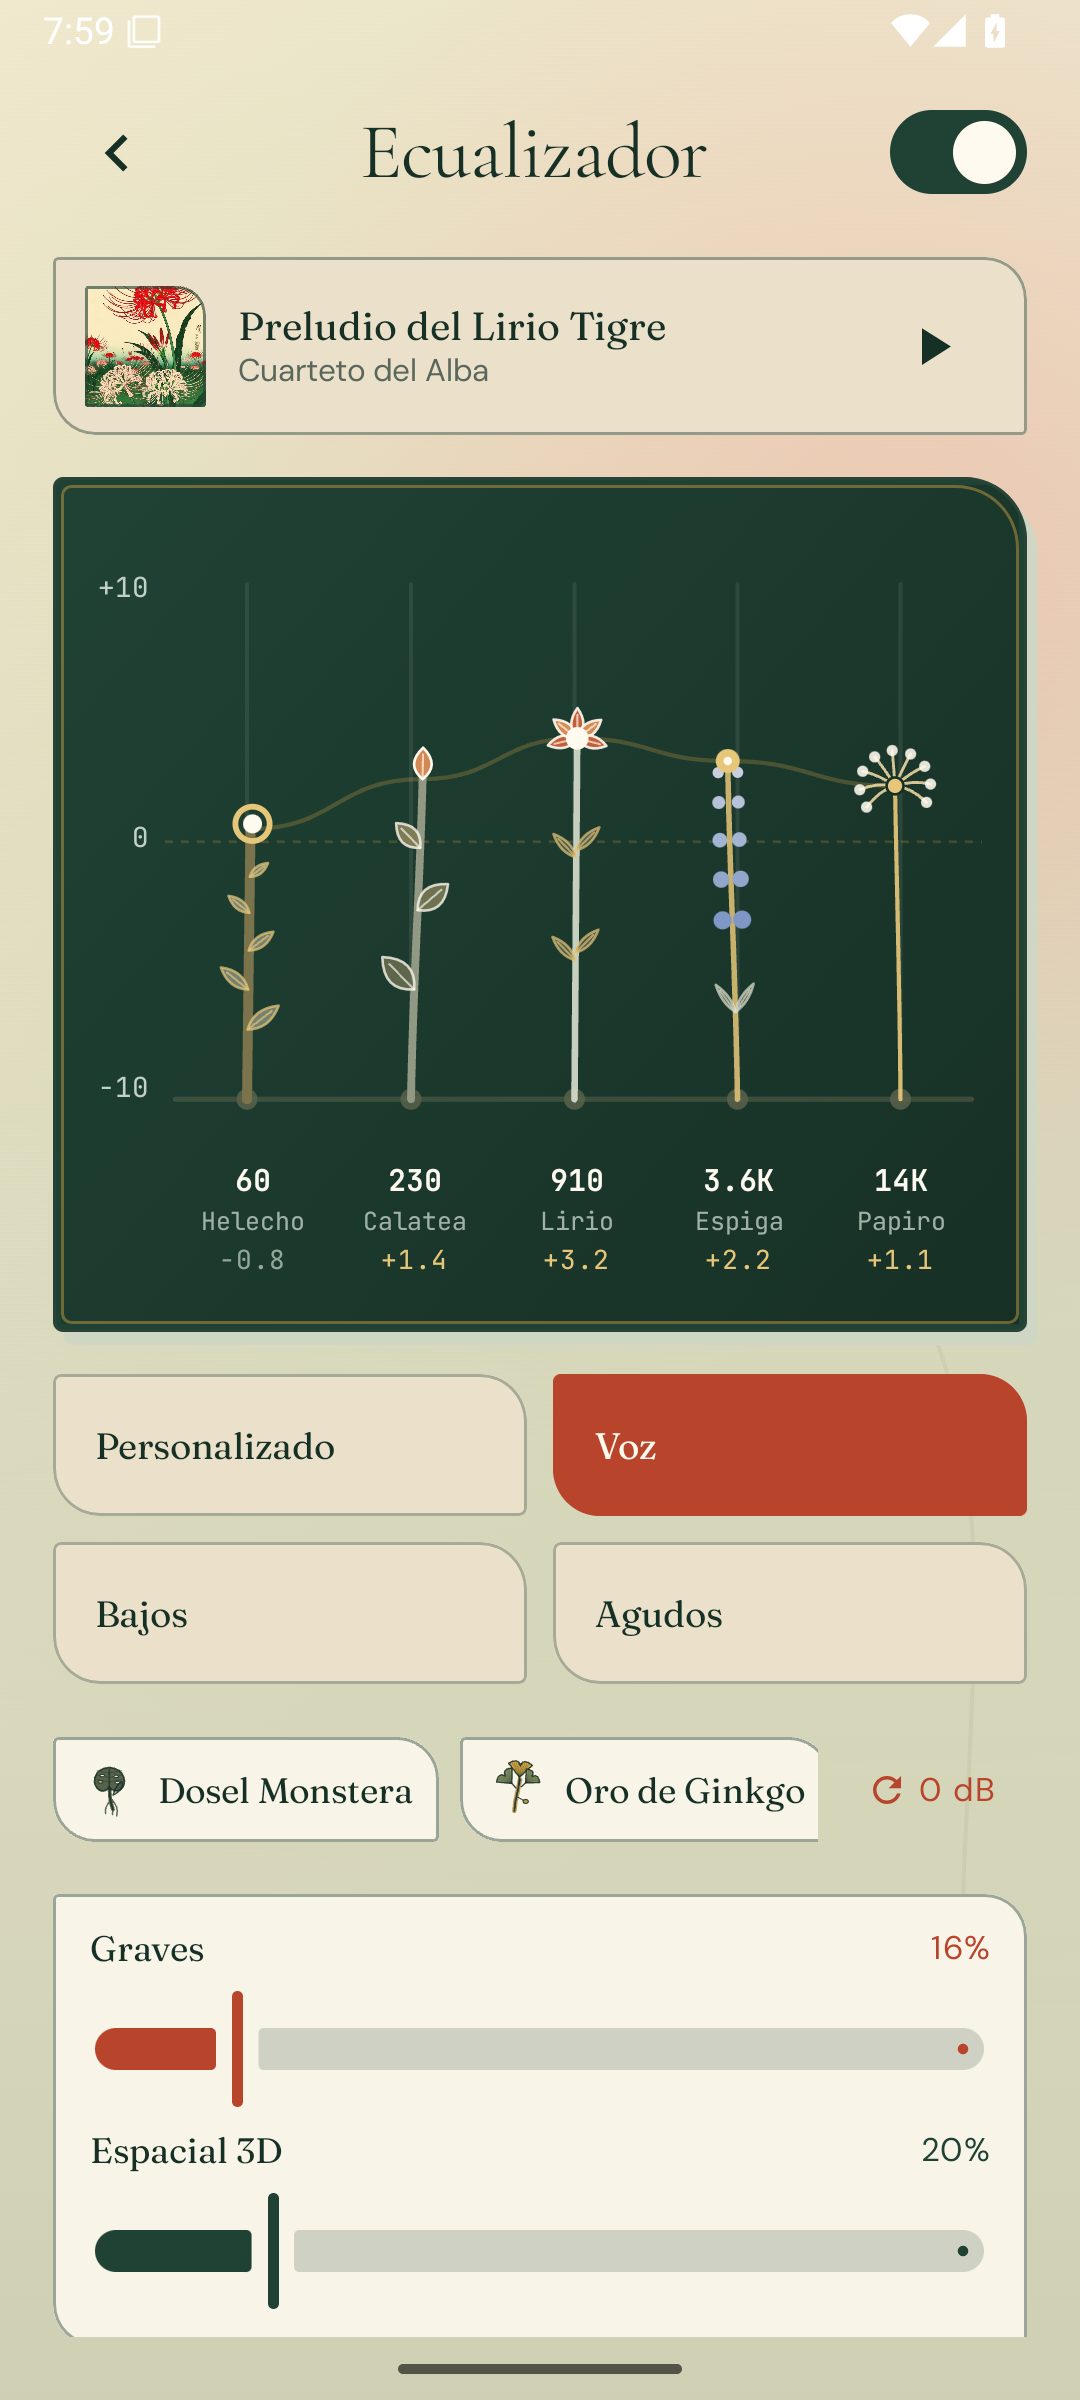 7:59
Ecualizador
Preludio del Lirio Tigre
Cuarteto del Alba
+10
0
-10
60 230 910 3.6K 14K
Helecho Calatea Lirio Espiga Papiro
-0.8 +1.4 +3.2 +2.2 +1.1
Personalizado Voz
Bajos Agudos
Dosel Monstera Oro de Ginkgo 0 dB
Graves 16%
Espacial 3D 20%